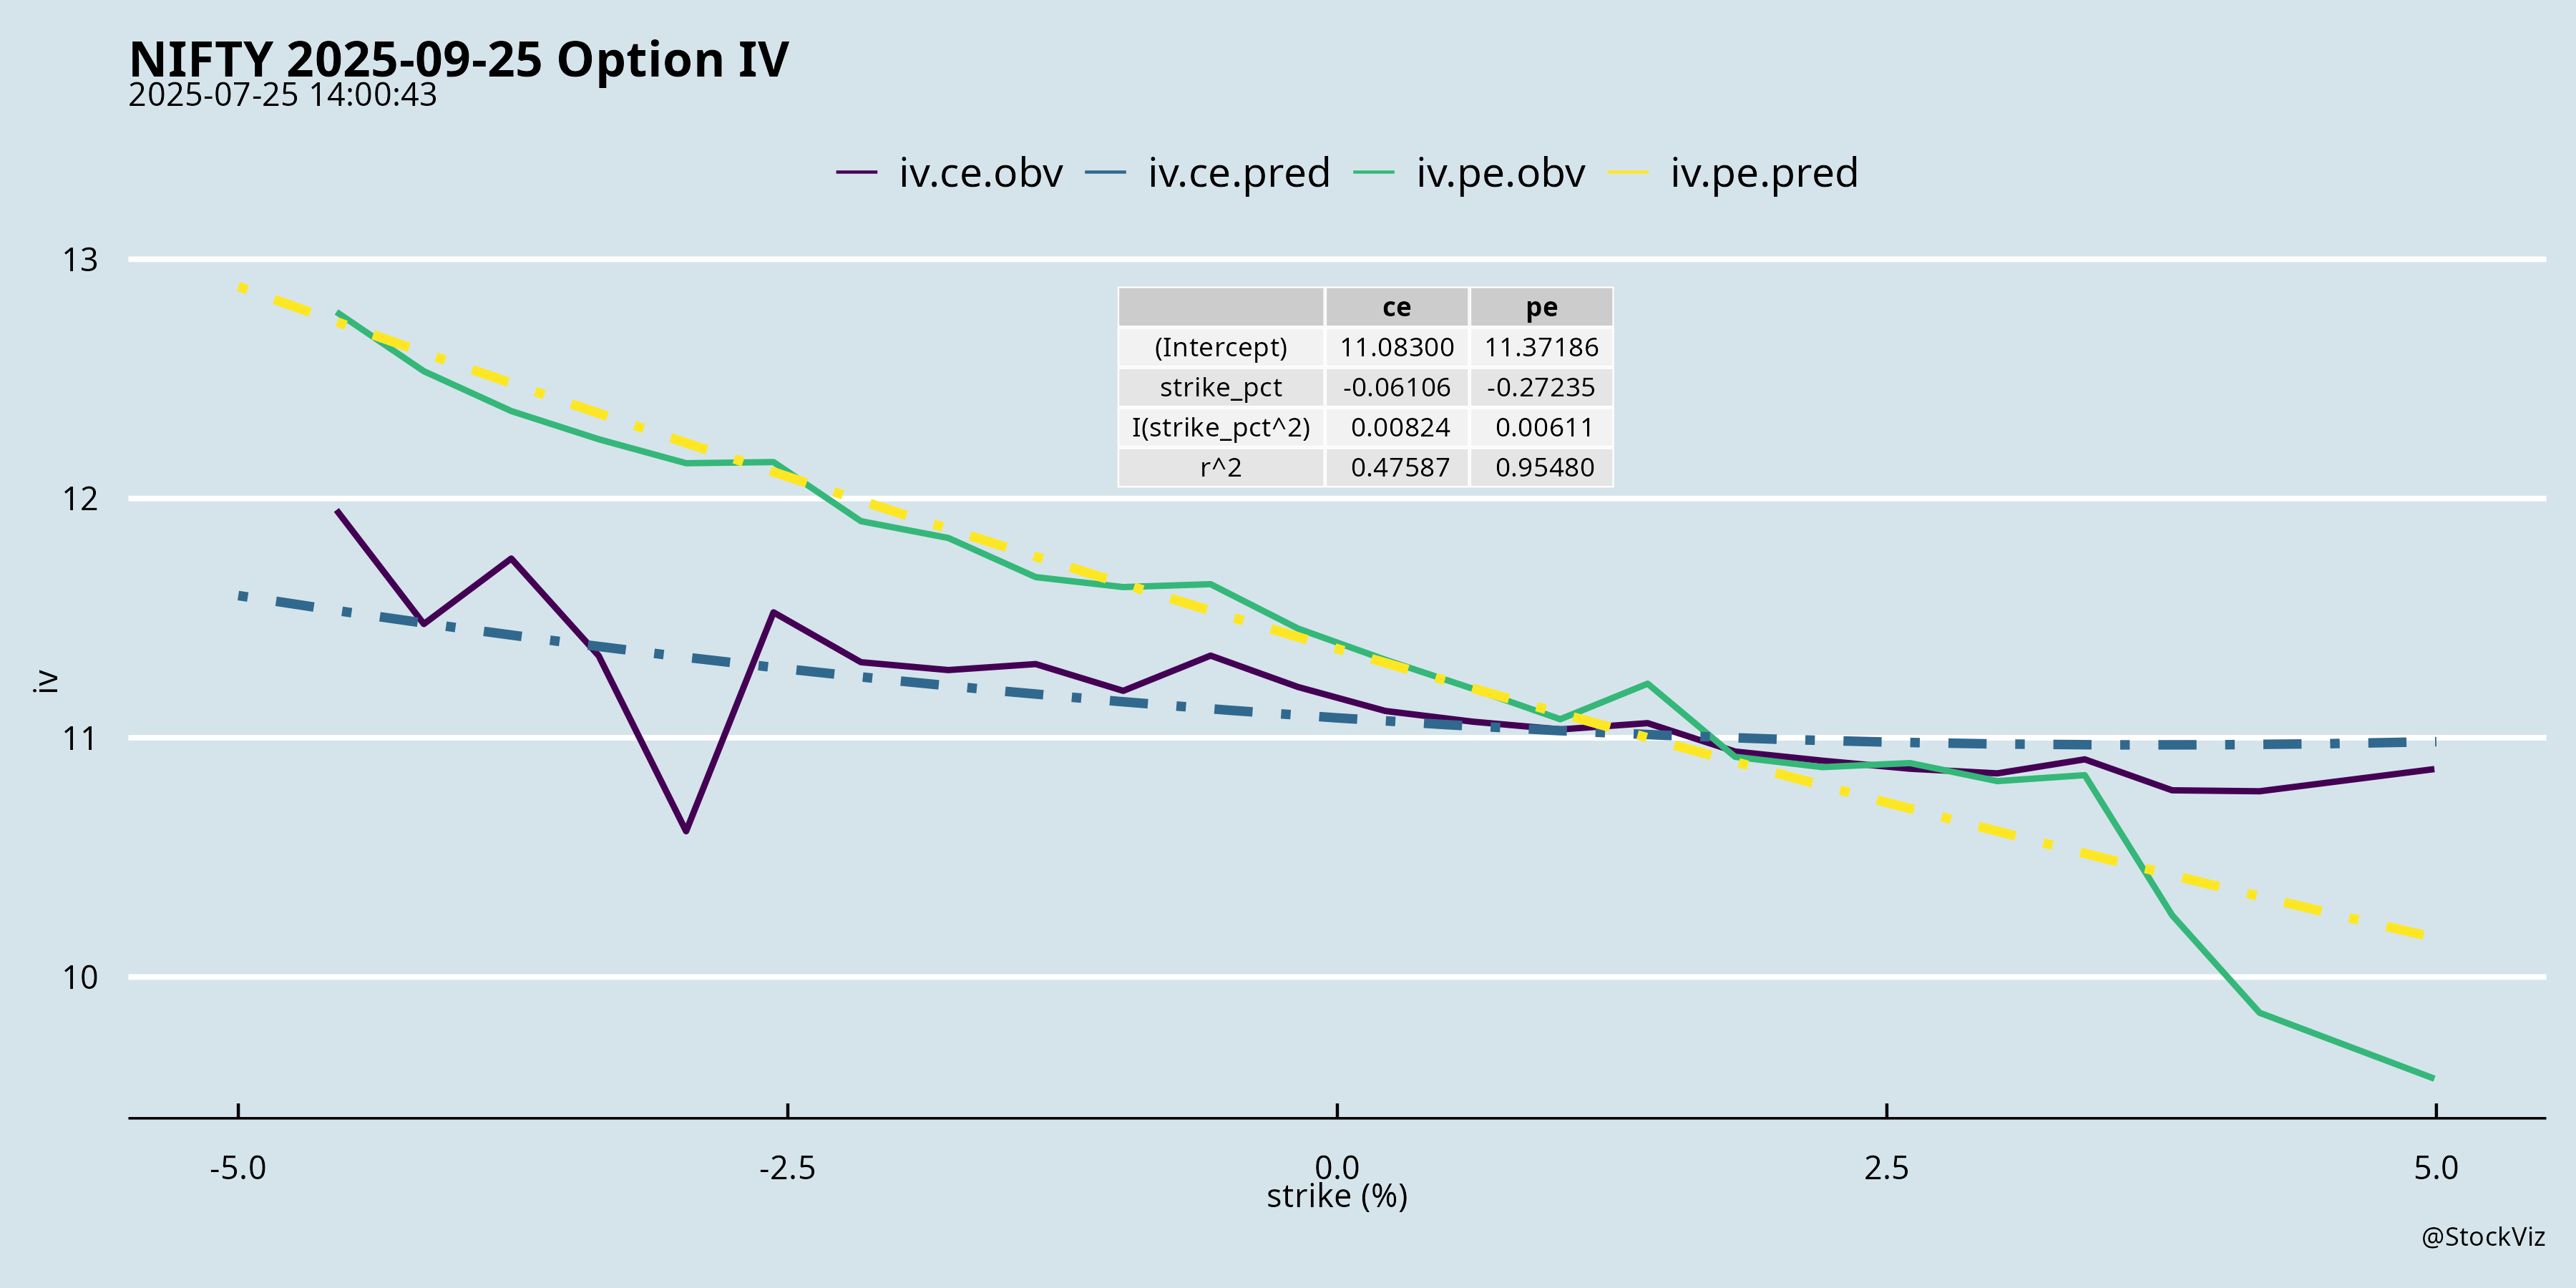 NIFTY 2025-09-25 Option IV
2025-07-25 14:00:43
iv.ce.obv iv.ce.pred iv.pe.obv iv.pe.pred
13
ce pe
(Intercept) 11.08300 11.37186
strike_pct -0.06106 -0.27235
I(strike_pct^2) 0.00824 0.00611
r^2 0.47587 0.95480
12
iv
11
10
-5.0 -2.5 0.0 2.5 5.0
strike (%)
@StockViz